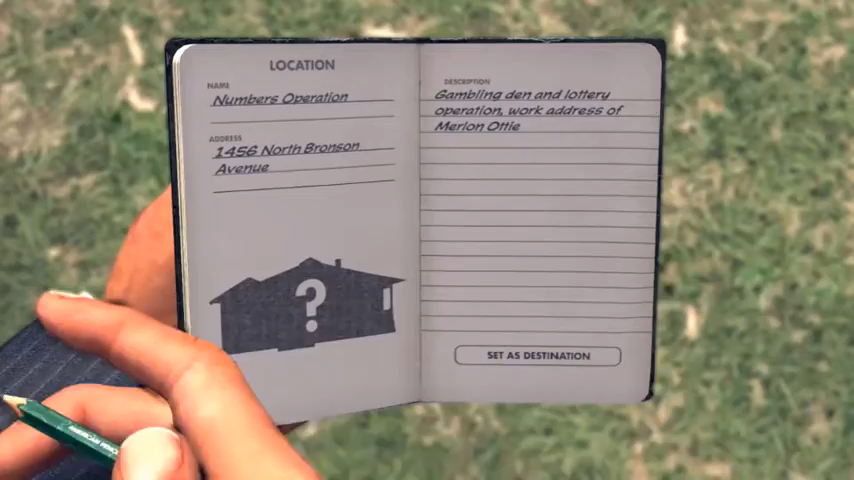 LOCATION
NAME
Numbers Operation
ADDRESS
1456 North Bronson
Avenue
?
DESCRIPTION
Gambling den and lottery
operation, work address of
Merlon Ottie
SET AS DESTINATION